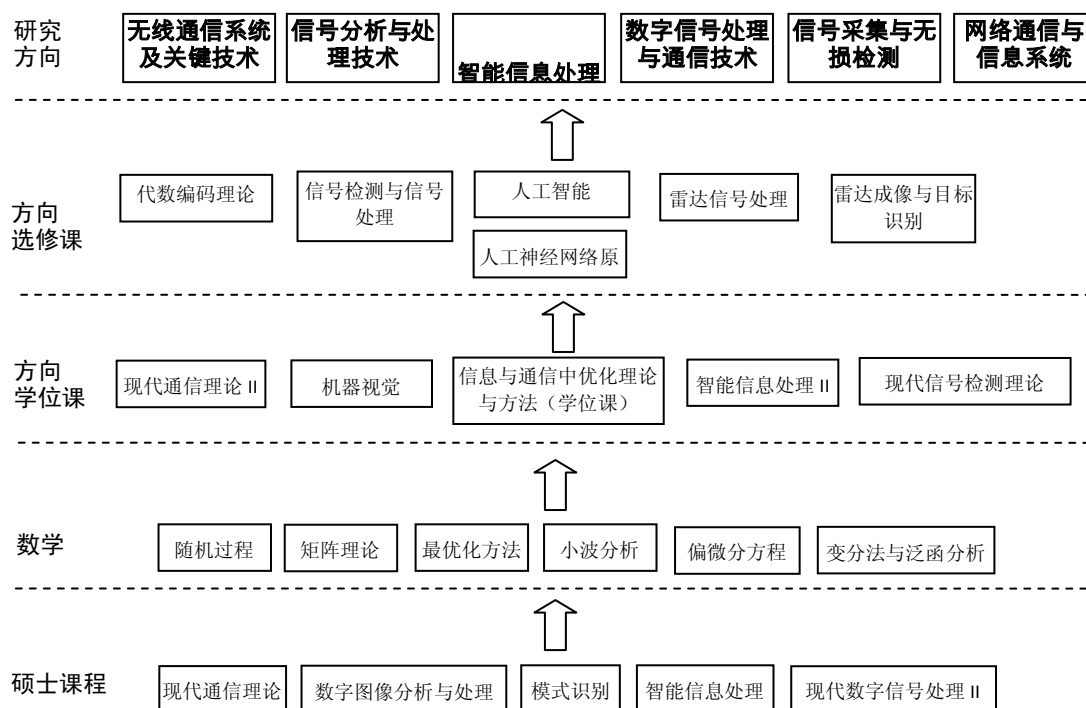 研究
方向
无线通信系统
及关键技术
信号分析与处
理技术
智能信息处理
数字信号处理
与通信技术
信号采集与无
损检测
网络通信与
信息系统
方向
选修课
代数编码理论
信号检测与信号
处理
人工智能
人工神经网络原
雷达信号处理
雷达成像与目标
识别
方向
学位课
现代通信理论 II
机器视觉
信息与通信中优化理论
与方法（学位课）
智能信息处理 II
现代信号检测理论
数学
随机过程
矩阵理论
最优化方法
小波分析
偏微分方程
变分法与泛函分析
硕士课程
现代通信理论
数字图像分析与处理
模式识别
智能信息处理
现代数字信号处理 II